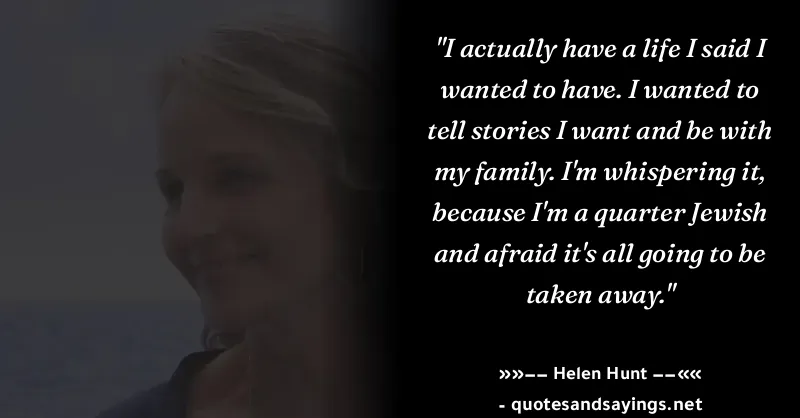 "I actually have a life I said I
wanted to have. I wanted to
tell stories I want and be with
my family. I'm whispering it,
because I'm a quarter Jewish
and afraid it's all going to be
taken away."
»»-- Helen Hunt --««
- quotesandsayings.net